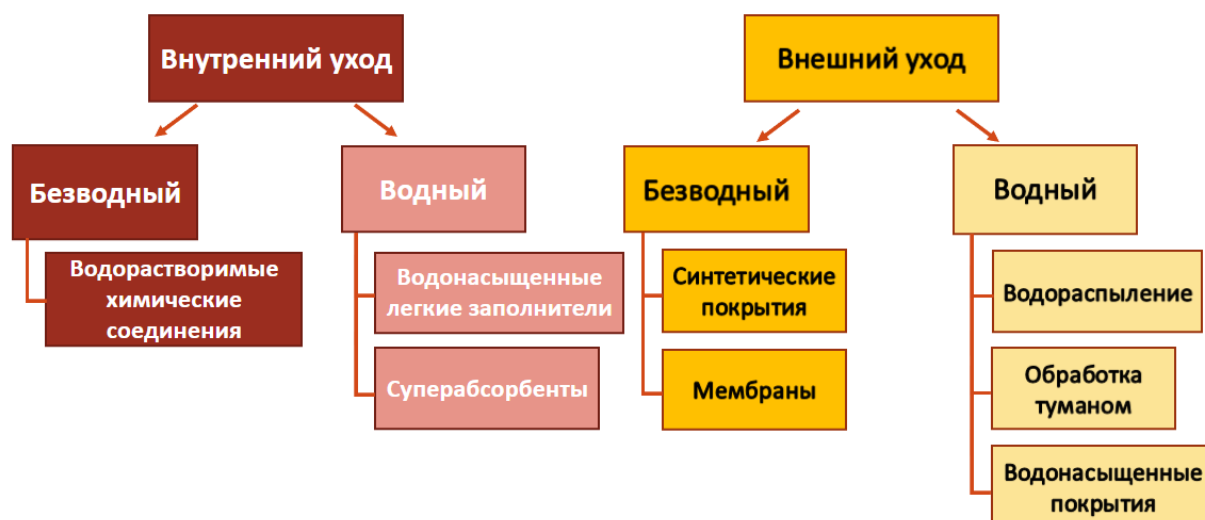 Внутренний уход
Безводный
Водорастворимые
химические
соединения
Водный
Водонасыщенные
легкие заполнители
Суперабсорбенты
Внешний уход
Безводный
Синтетические
покрытия
Мембраны
Водный
Водораспыление
Обработка
туманом
Водонасыщенные
покрытия